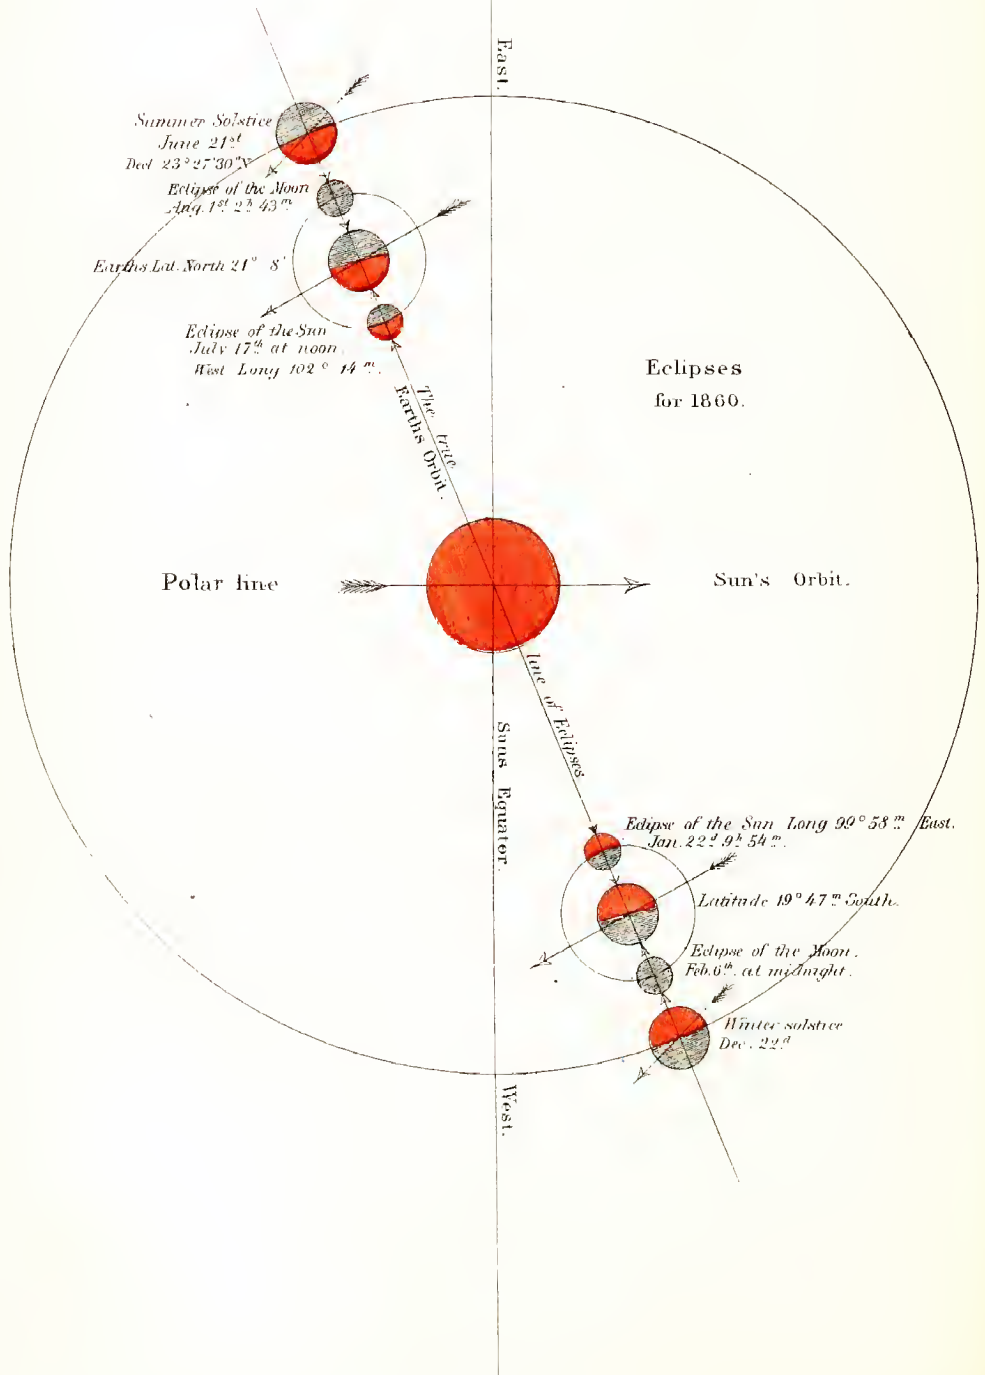 East.
Summer Solstice
June 21st
Decl 23° 27' 30" N
Eclipse of the Moon
Aug. 1st 2h 43m
Earths Lat. North 21° 8'
Eclipse of the Sun
July 17th at noon.
West Long 102° 14m.
Eclipses
for 1860.
The true
Earths Orbit.
Polar line
Sun's Orbit.
line of Eclipses
Suns Equator.
Eclipse of the Sun Long 99° 58m East.
Jan. 22d 9h 54m.
Latitude 19° 47m South.
Eclipse of the Moon.
Feb. 6th. at midnight.
Winter solstice
Dec. 22d
West.